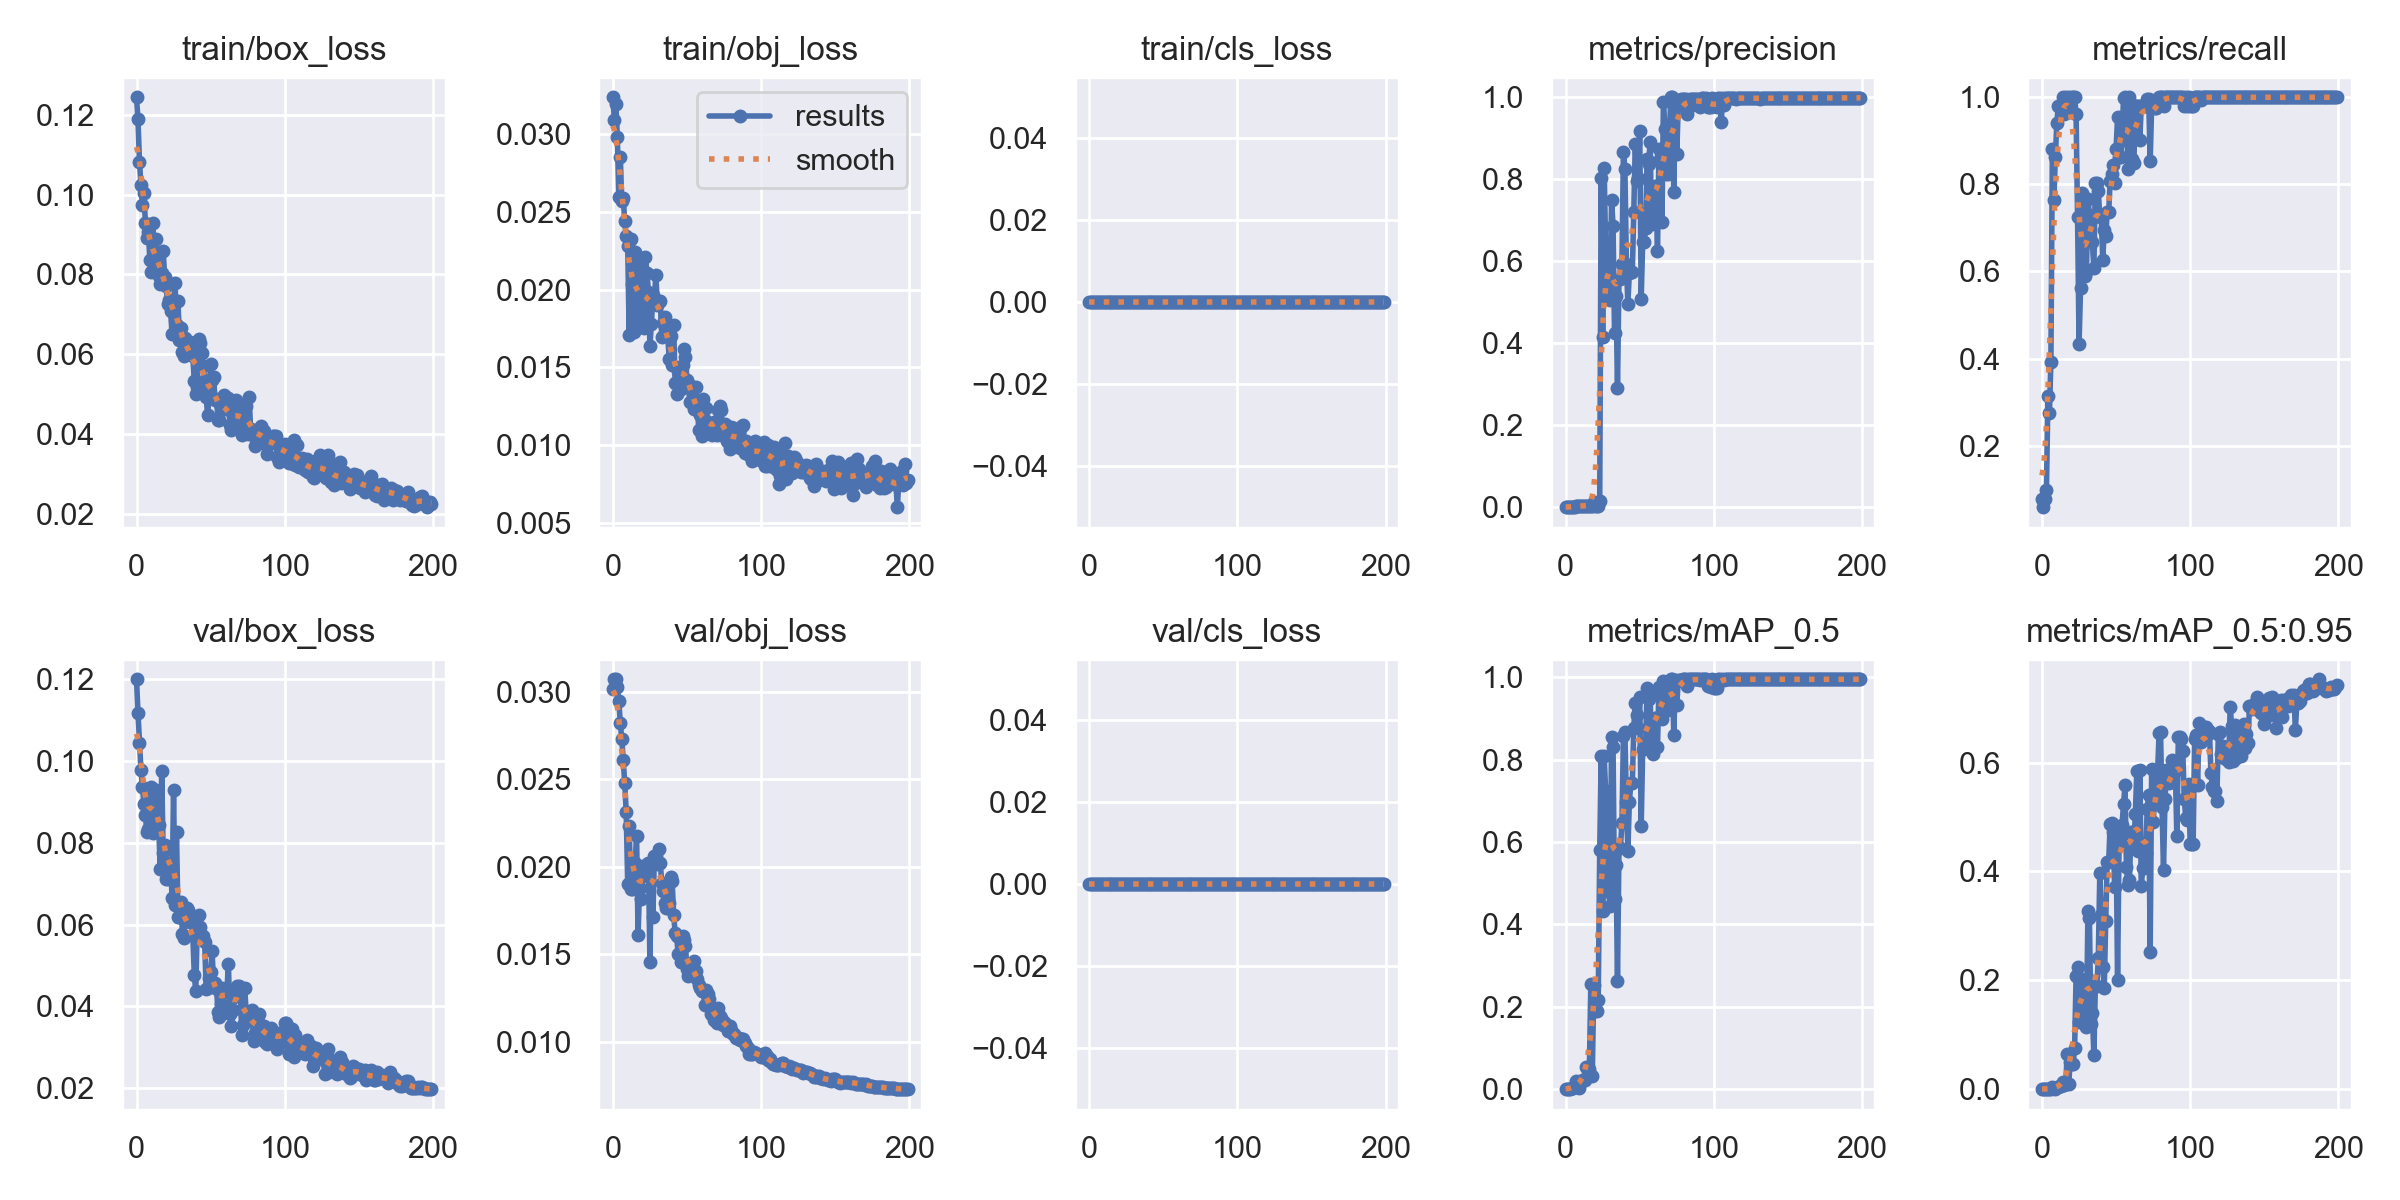 train/box_loss
0.12
0.10
0.08
0.06
0.04
0.02
0 100 200
train/obj_loss
results
smooth
0.030
0.025
0.020
0.015
0.010
0.005
0 100 200
train/cls_loss
0.04
0.02
0.00
−0.02
−0.04
0 100 200
metrics/precision
1.0
0.8
0.6
0.4
0.2
0.0
0 100 200
metrics/recall
1.0
0.8
0.6
0.4
0.2
0 100 200
val/box_loss
0.12
0.10
0.08
0.06
0.04
0.02
0 100 200
val/obj_loss
0.030
0.025
0.020
0.015
0.010
0 100 200
val/cls_loss
0.04
0.02
0.00
−0.02
−0.04
0 100 200
metrics/mAP_0.5
1.0
0.8
0.6
0.4
0.2
0.0
0 100 200
metrics/mAP_0.5:0.95
0.6
0.4
0.2
0.0
0 100 200